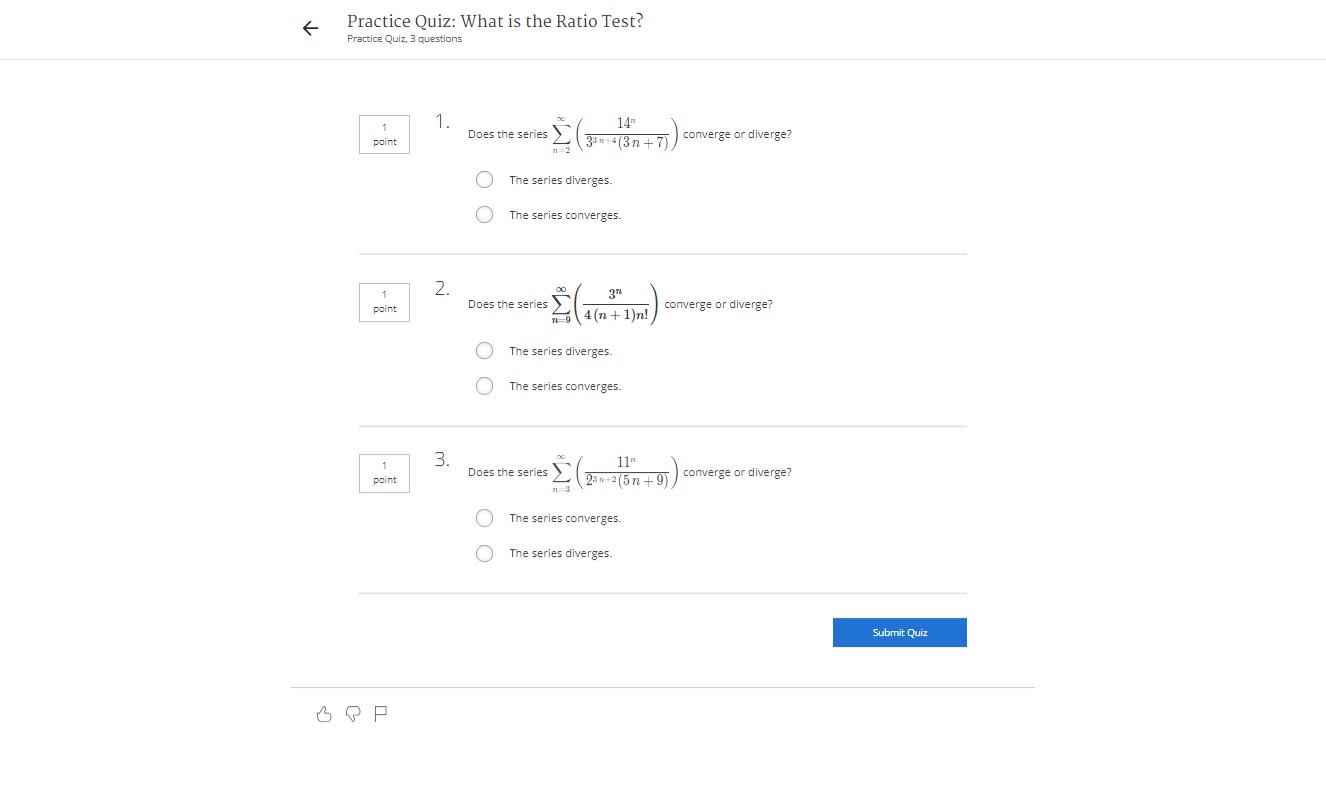 Practice Quiz: What is the Ratio Test?
Practice Quiz, 3 questions
1 point
1. Does the series \sum_{n=2}^{\infty} \left( \frac{14^n}{3^{3n+4}(3n+7)} \right) converge or diverge?
The series diverges.
The series converges.
1 point
2. Does the series \sum_{n=9}^{\infty} \left( \frac{3^n}{4(n+1)n!} \right) converge or diverge?
The series diverges.
The series converges.
1 point
3. Does the series \sum_{n=3}^{\infty} \left( \frac{11^n}{2^{3n+2}(5n+9)} \right) converge or diverge?
The series converges.
The series diverges.
Submit Quiz